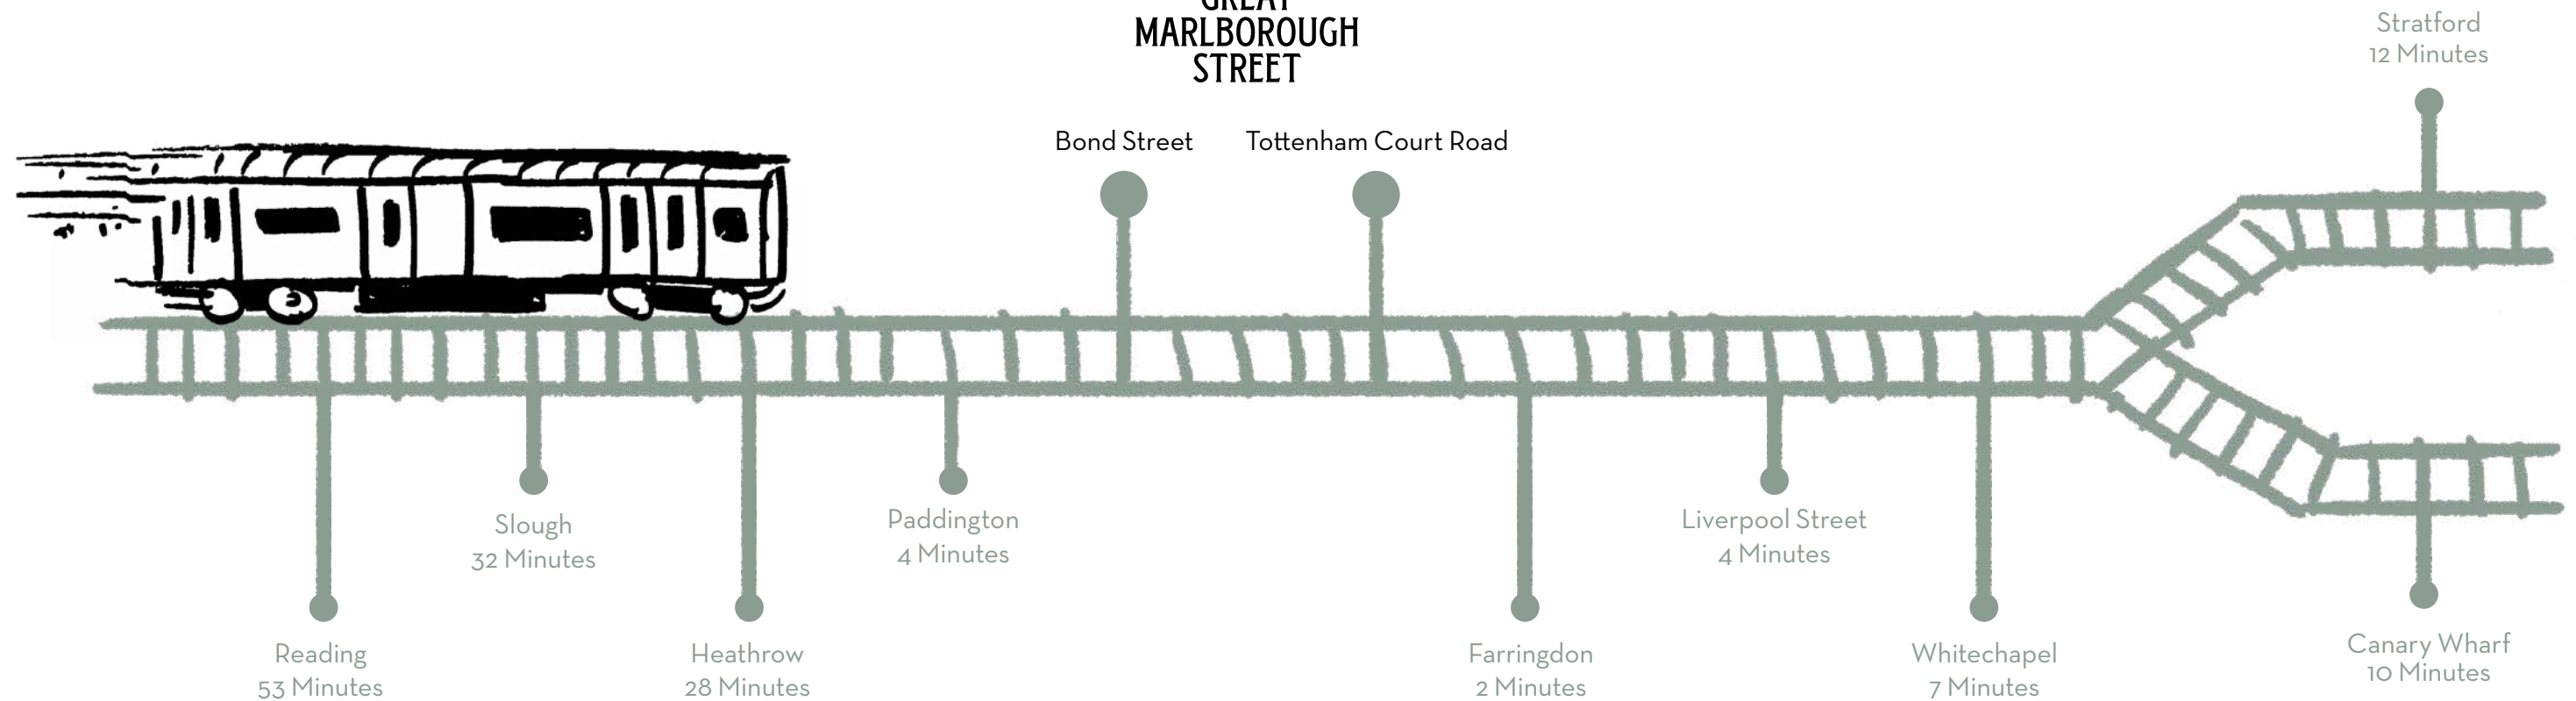 GREAT
MARLBOROUGH
STREET
Stratford
12 Minutes
Bond Street
Tottenham Court Road
Slough
32 Minutes
Paddington
4 Minutes
Liverpool Street
4 Minutes
Reading
53 Minutes
Heathrow
28 Minutes
Farringdon
2 Minutes
Whitechapel
7 Minutes
Canary Wharf
10 Minutes